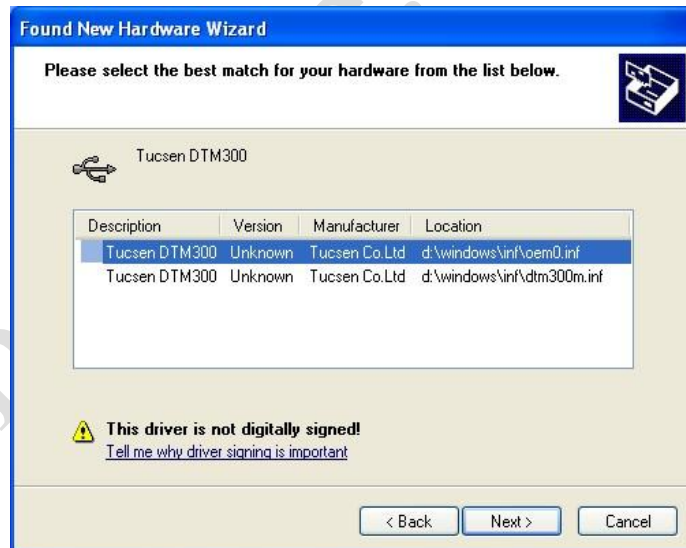 Found New Hardware Wizard
Please select the best match for your hardware from the list below.
Tucsen DTM300
Description Version Manufacturer Location
Tucsen DTM300 Unknown Tucsen Co.Ltd d:\windows\inf\oem0.inf
Tucsen DTM300 Unknown Tucsen Co.Ltd d:\windows\inf\dtm300m.inf
This driver is not digitally signed!
Tell me why driver signing is important
< Back Next > Cancel